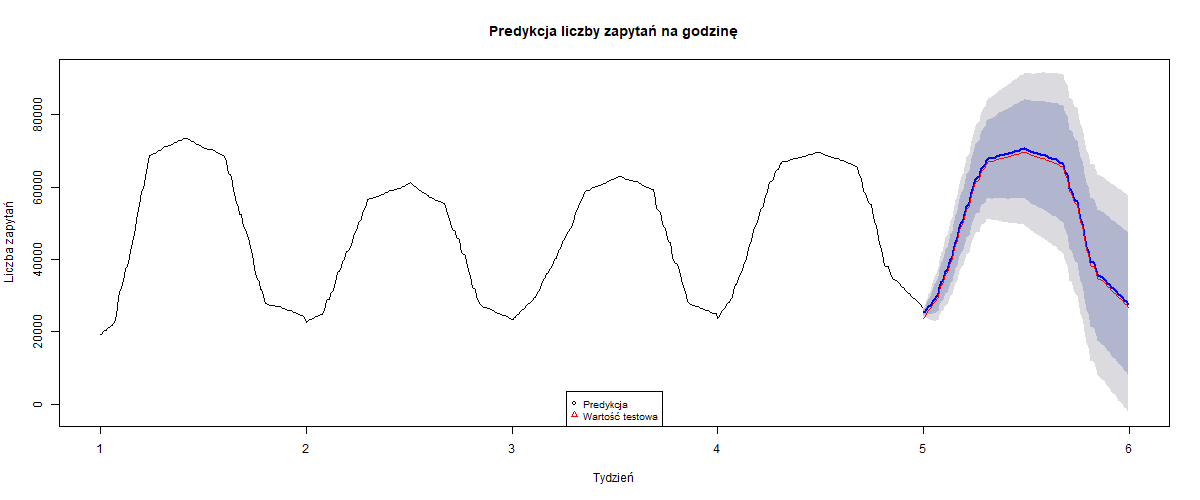 Predykcja liczby zapytań na godzinę
Liczba zapytań
80000
60000
40000
20000
0
Predykcja
Wartość testowa
1 2 3 4 5 6
Tydzień